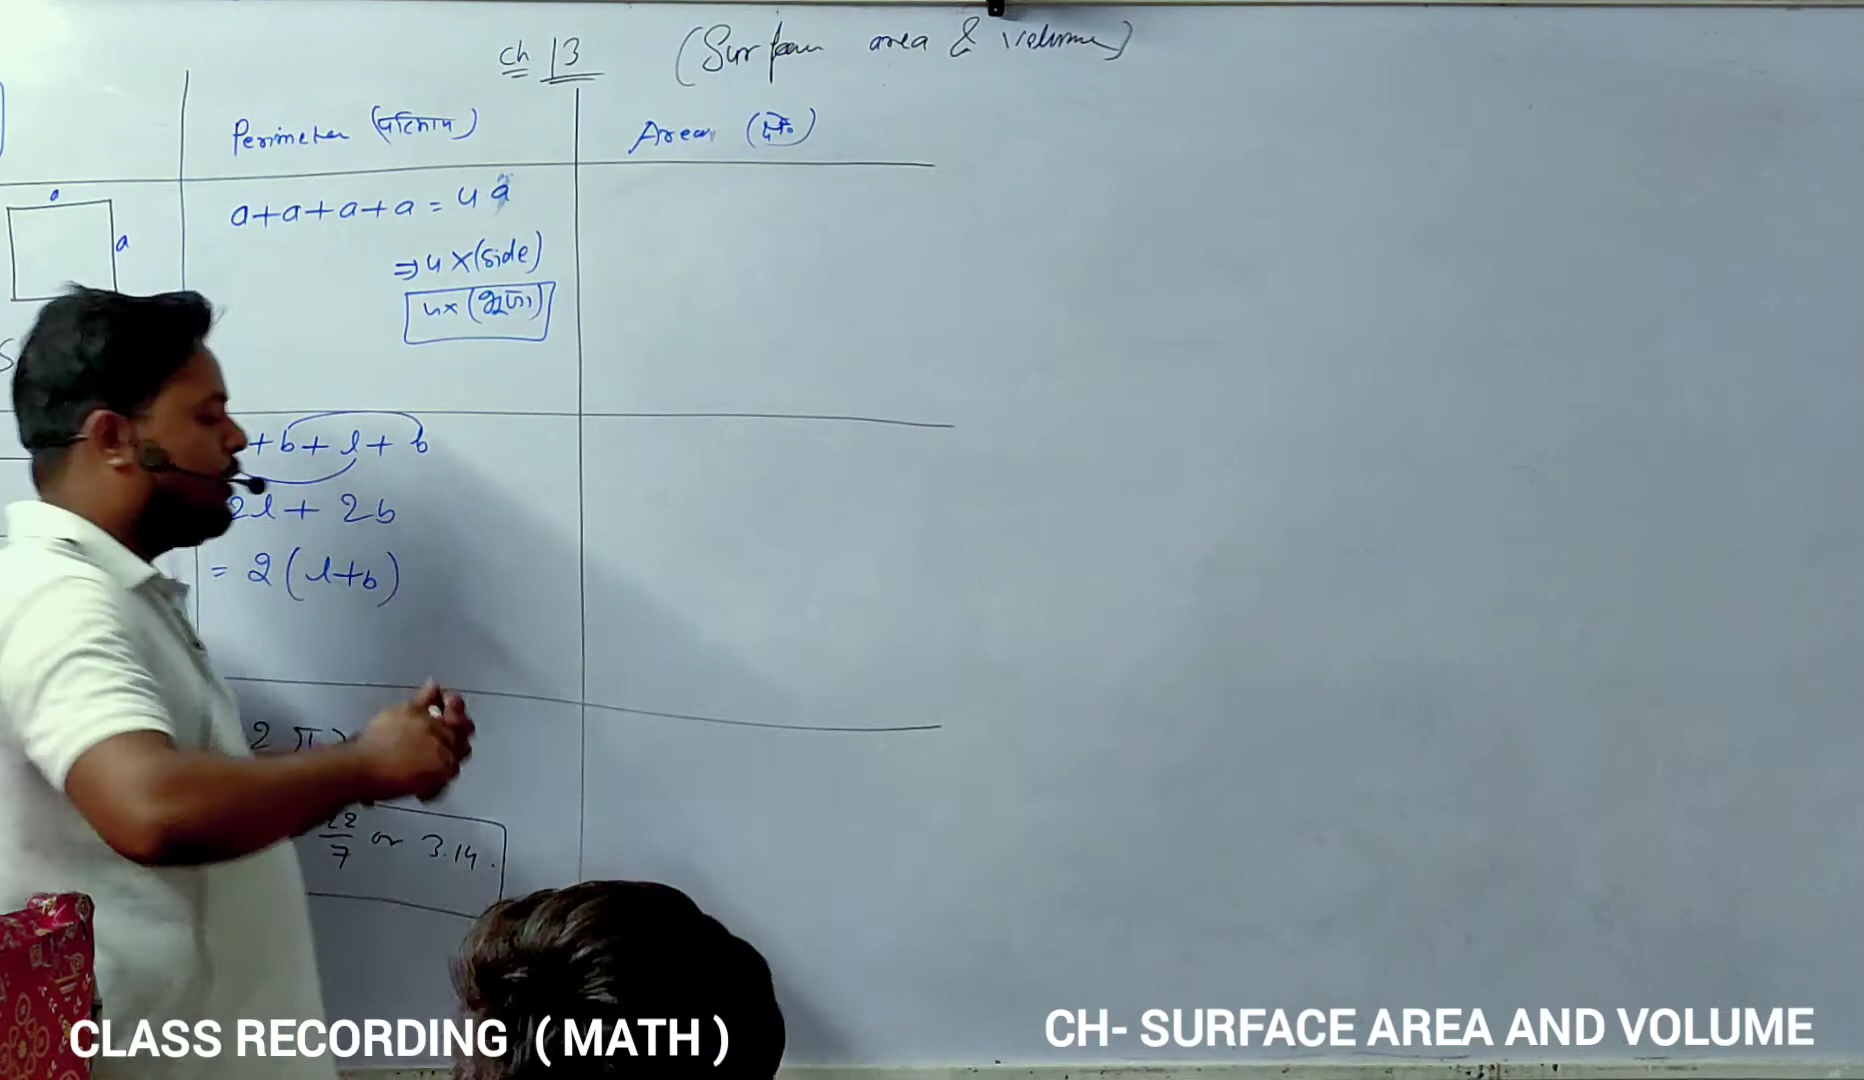 ch 13 (Surface area & Volume)
Perimeter (परिमाप)
Area (क्षे०)
a
a
a+a+a+a = 4a
⇒ 4 ×(side)
4× (भुजा)
S
+b+l+b
2l + 2b
= 2(l+b)
2π
22/7 or 3.14.
CLASS RECORDING ( MATH )
CH- SURFACE AREA AND VOLUME